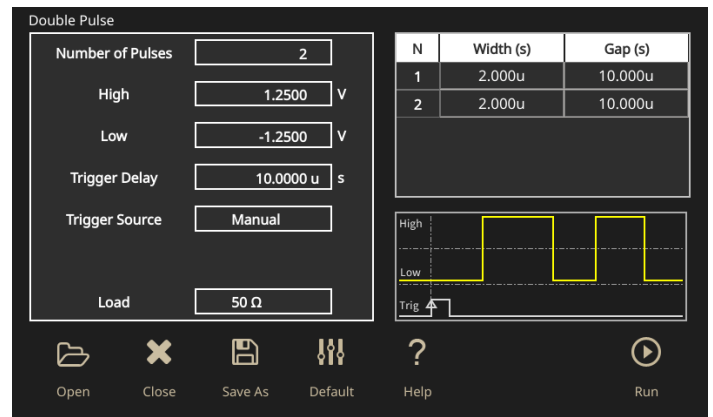 Double Pulse
Number of Pulses 2
High 1.2500 V
Low -1.2500 V
Trigger Delay 10.0000 u s
Trigger Source Manual
Load 50 Ω
N Width (s) Gap (s)
1 2.000u 10.000u
2 2.000u 10.000u
High
Low
Trig
Open Close Save As Default Help Run